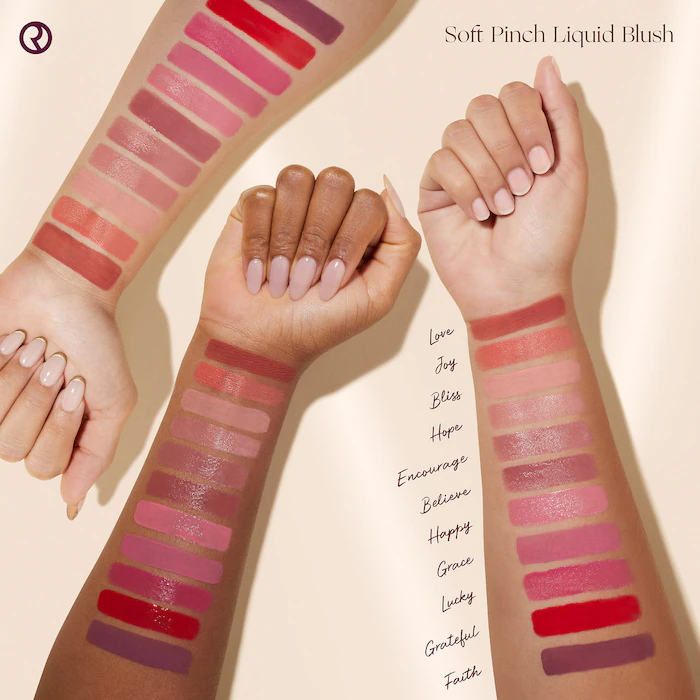 Soft Pinch Liquid Blush
Love
Joy
Bliss
Hope
Encourage
Believe
Happy
Grace
Lucky
Grateful
Faith